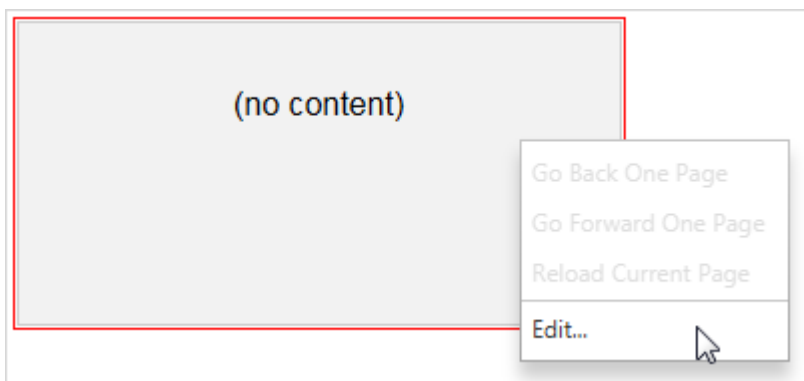 (no content)
Go Back One Page
Go Forward One Page
Reload Current Page
Edit...